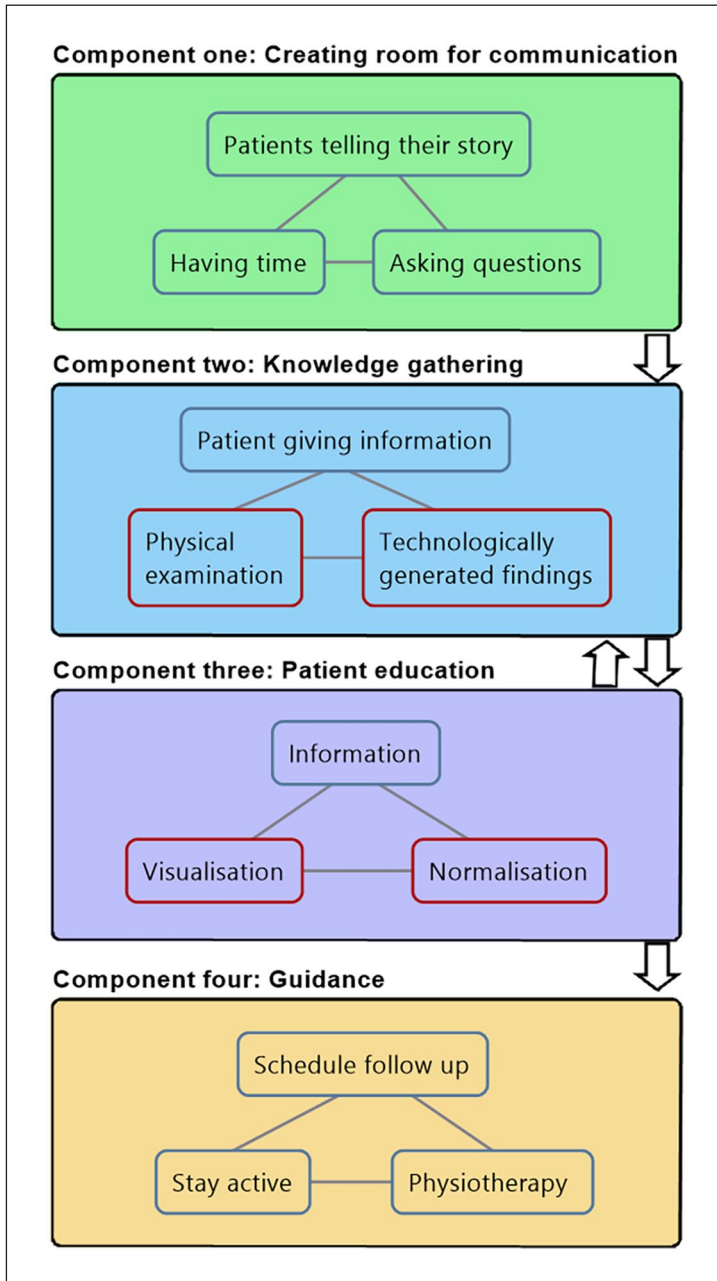 Component one: Creating room for communication
Patients telling their story
Having time
Asking questions
Component two: Knowledge gathering
Patient giving information
Physical
examination
Technologically
generated findings
Component three: Patient education
Information
Visualisation
Normalisation
Component four: Guidance
Schedule follow up
Stay active
Physiotherapy